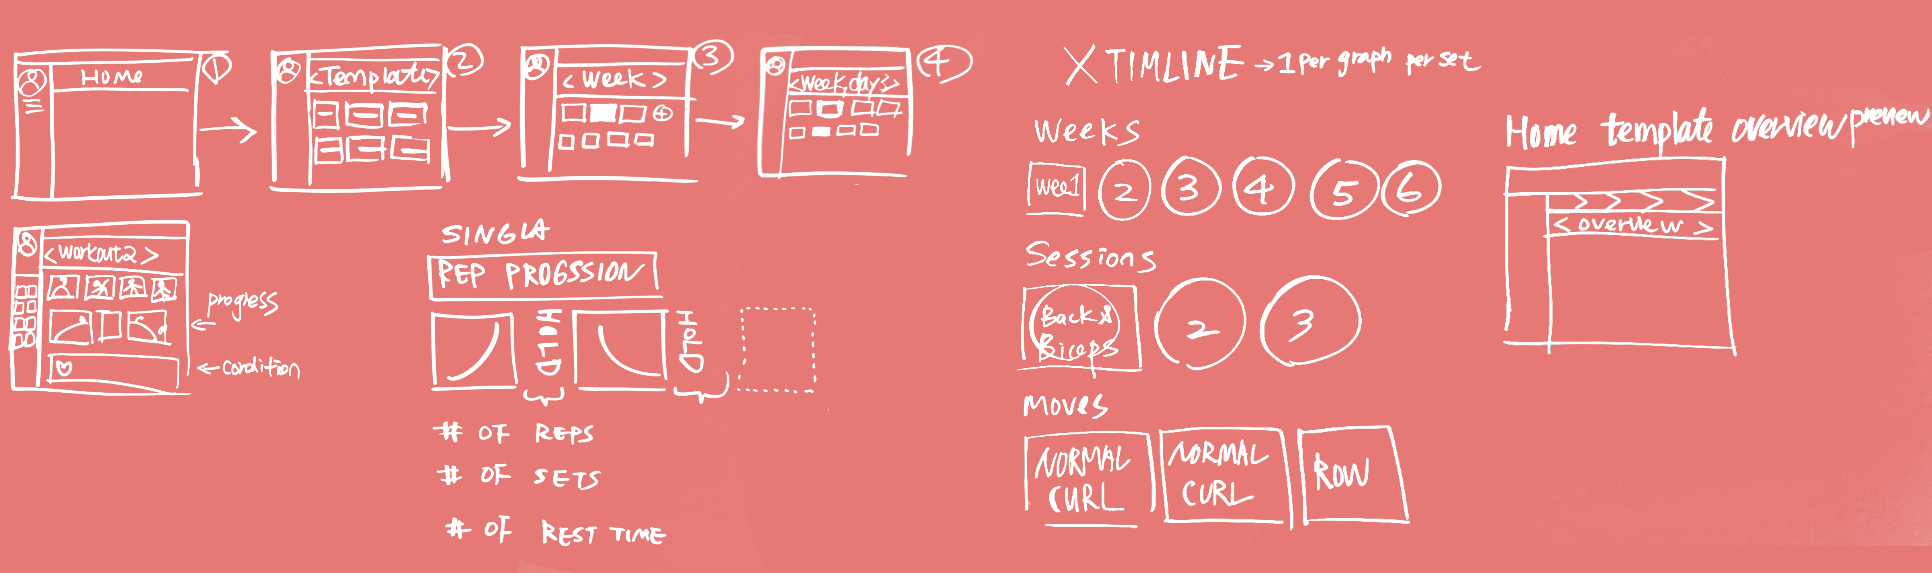 Home
1
<Template>
2
<Week>
3
<Week, day3>
4
<Workout2>
progress
condition
SINGLA
REP PROGSSION
HOLD
HOLD
# OF REPS
# OF SETS
# OF REST TIME
X TIMLINE → 1 per graph per set
Weeks
Wee1 2 3 4 5 6
Sessions
Back &
Biceps
2
3
Moves
NORMAL
CURL
NORMAL
CURL
ROW
Home template overview preview
<overview>